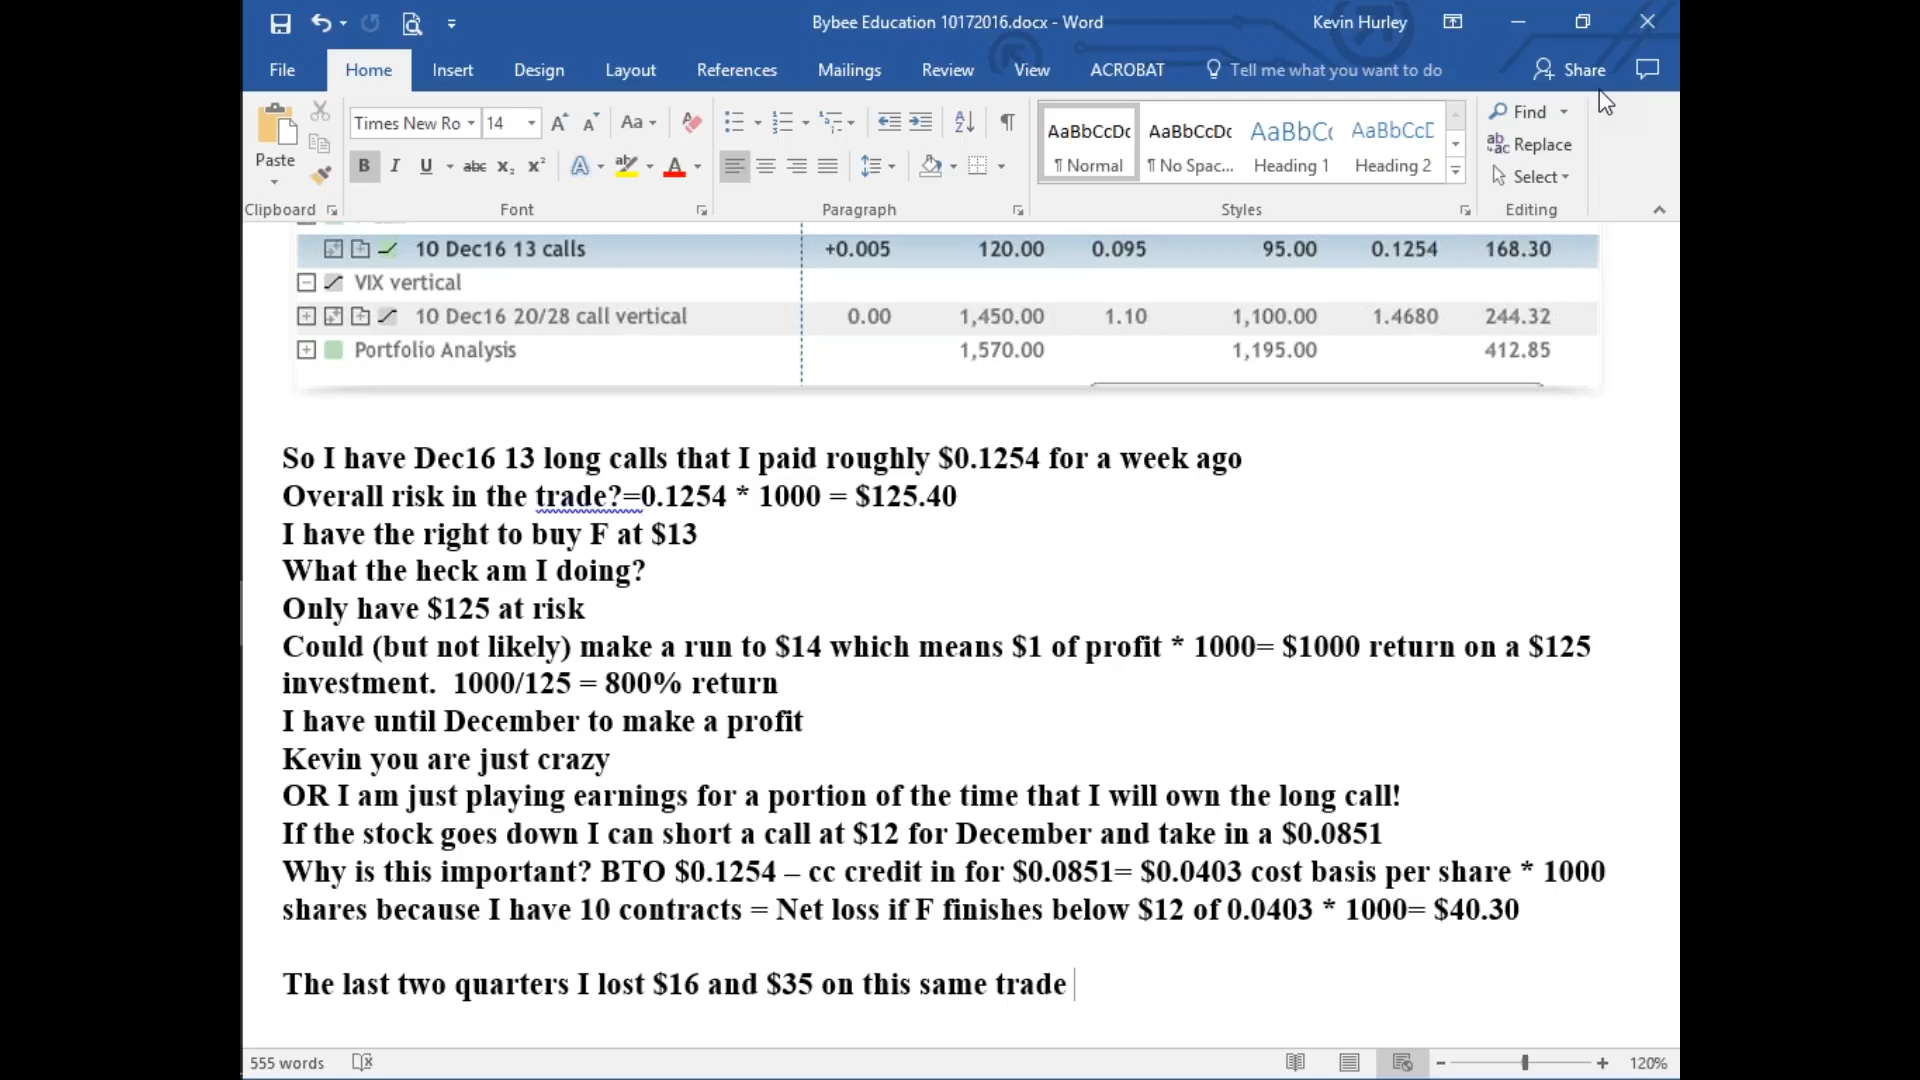 Bybee Education 10172016.docx - Word
Kevin Hurley
File Home Insert Design Layout References Mailings Review View ACROBAT Tell me what you want to do Share
Paste
Times New Ro 14
Aa
B I U abc X₂ X²
A A
AaBbCcDc AaBbCcDc AaBbCc AaBbCcD
¶ Normal ¶ No Spac... Heading 1 Heading 2
Find
Replace
Select
Clipboard Font Paragraph Styles Editing
10 Dec16 13 calls +0.005 120.00 0.095 95.00 0.1254 168.30
VIX vertical
10 Dec16 20/28 call vertical 0.00 1,450.00 1.10 1,100.00 1.4680 244.32
Portfolio Analysis 1,570.00 1,195.00 412.85
So I have Dec16 13 long calls that I paid roughly $0.1254 for a week ago
Overall risk in the trade?=0.1254 * 1000 = $125.40
I have the right to buy F at $13
What the heck am I doing?
Only have $125 at risk
Could (but not likely) make a run to $14 which means $1 of profit * 1000= $1000 return on a $125
investment.  1000/125 = 800% return
I have until December to make a profit
Kevin you are just crazy
OR I am just playing earnings for a portion of the time that I will own the long call!
If the stock goes down I can short a call at $12 for December and take in a $0.0851
Why is this important? BTO $0.1254 – cc credit in for $0.0851= $0.0403 cost basis per share * 1000
shares because I have 10 contracts = Net loss if F finishes below $12 of 0.0403 * 1000= $40.30
The last two quarters I lost $16 and $35 on this same trade
555 words
120%